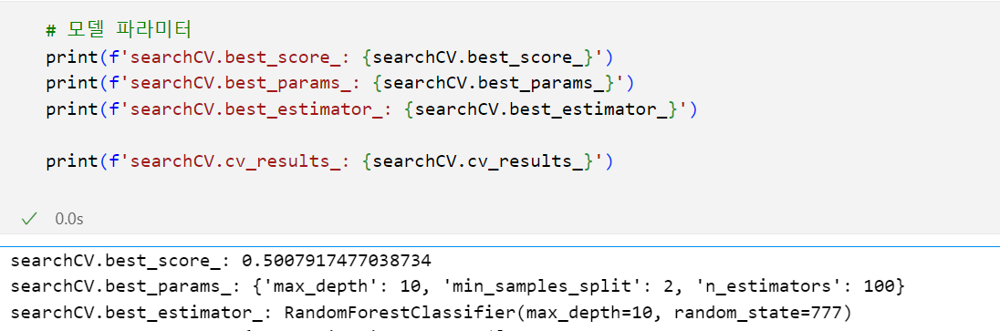 # 모델 파라미터
print(f'searchCV.best_score_: {searchCV.best_score_}')
print(f'searchCV.best_params_: {searchCV.best_params_}')
print(f'searchCV.best_estimator_: {searchCV.best_estimator_}')
print(f'searchCV.cv_results_: {searchCV.cv_results_}')
0.0s
searchCV.best_score_: 0.5007917477038734
searchCV.best_params_: {'max_depth': 10, 'min_samples_split': 2, 'n_estimators': 100}
searchCV.best_estimator_: RandomForestClassifier(max_depth=10, random_state=777)